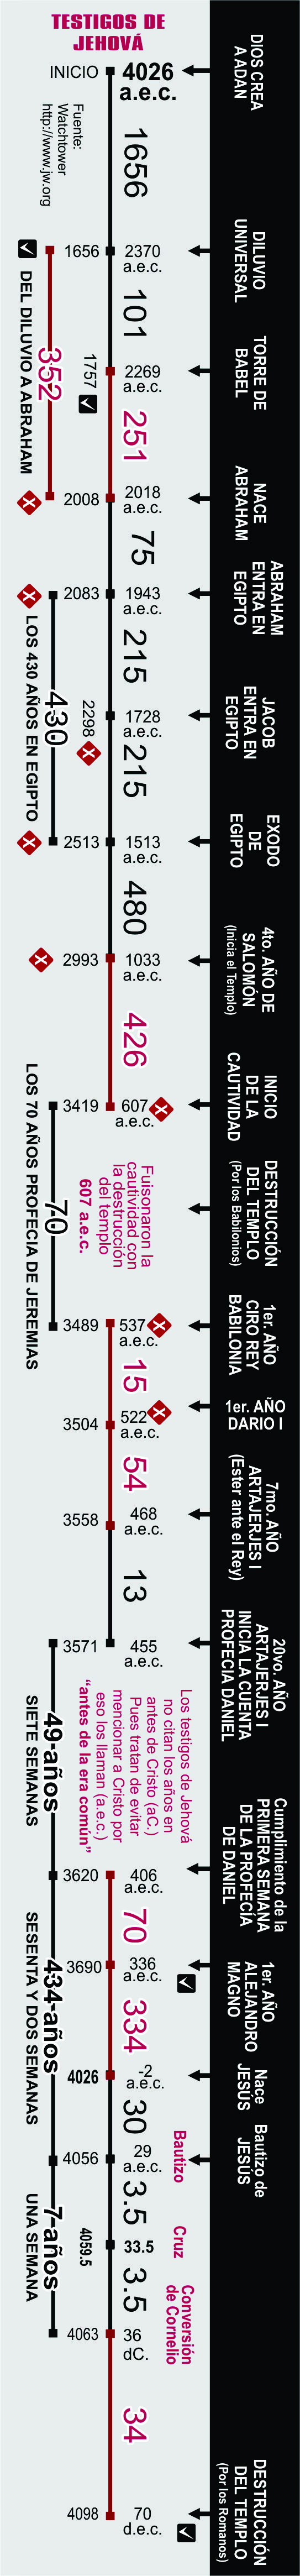 TESTIGOS DE
JEHOVÁ
DIOS CREA
A ADAN
INICIO
4026
a.e.c.
Fuente:
Watchtower
http://www.jw.org
1656
DILUVIO
UNIVERSAL
1656
2370
a.e.c.
101
TORRE DE
BABEL
1757
2269
a.e.c.
352
DEL DILUVIO A ABRAHAM
251
NACE
ABRAHAM
2008
2018
a.e.c.
75
ABRAHAM
ENTRA EN
EGIPTO
2083
1943
a.e.c.
215
JACOB
ENTRA EN
EGIPTO
2298
1728
a.e.c.
430
LOS 430 AÑOS EN EGIPTO
215
EXODO
DE
EGIPTO
2513
1513
a.e.c.
480
4to. AÑO DE
SALOMÓN
(Inicia el Templo)
2993
1033
a.e.c.
426
INICIO
DE LA
CAUTIVIDAD
3419
607
a.e.c.
DESTRUCCIÓN
DEL TEMPLO
(Por los Babilonios)
Fuisonaron la
cautividad con
la destrucción
del templo
607 a.e.c.
70
LOS 70 AÑOS PROFECIA DE JEREMIAS
1er. AÑO
CIRO REY
BABILONIA
3489
537
a.e.c.
15
1er. AÑO
DARIO I
3504
522
a.e.c.
54
7mo. AÑO
ARTAJERJES I
(Ester ante el Rey)
3558
468
a.e.c.
13
20vo. AÑO
ARTAJERJES I
INICIA LA CUENTA
PROFECIA DANIEL
3571
455
a.e.c.
Los testigos de Jehová
no citan los años en
antes de Cristo (aC.)
Pues tratan de evitar
mencionar a Cristo por
eso los llaman (a.e.c.)
“antes de la era común”
49-años
SIETE SEMANAS
Cumplimiento de la
PRIMERA SEMANA
DE LA PROFECÍA
DE DANIEL
3620
406
a.e.c.
70
1er. AÑO
ALEJANDRO
MAGNO
3690
336
a.e.c.
434-años
SESENTA Y DOS SEMANAS
334
Nace
JESÚS
4026
-2
a.e.c.
30
Bautizo de
JESÚS
Bautizo
4056
29
a.e.c.
3.5
Cruz
4059.5
33.5
7-años
UNA SEMANA
3.5
Conversión
de Cornelio
4063
36
dC.
34
DESTRUCCIÓN
DEL TEMPLO
(Por los Romanos)
4098
70
d.e.c.